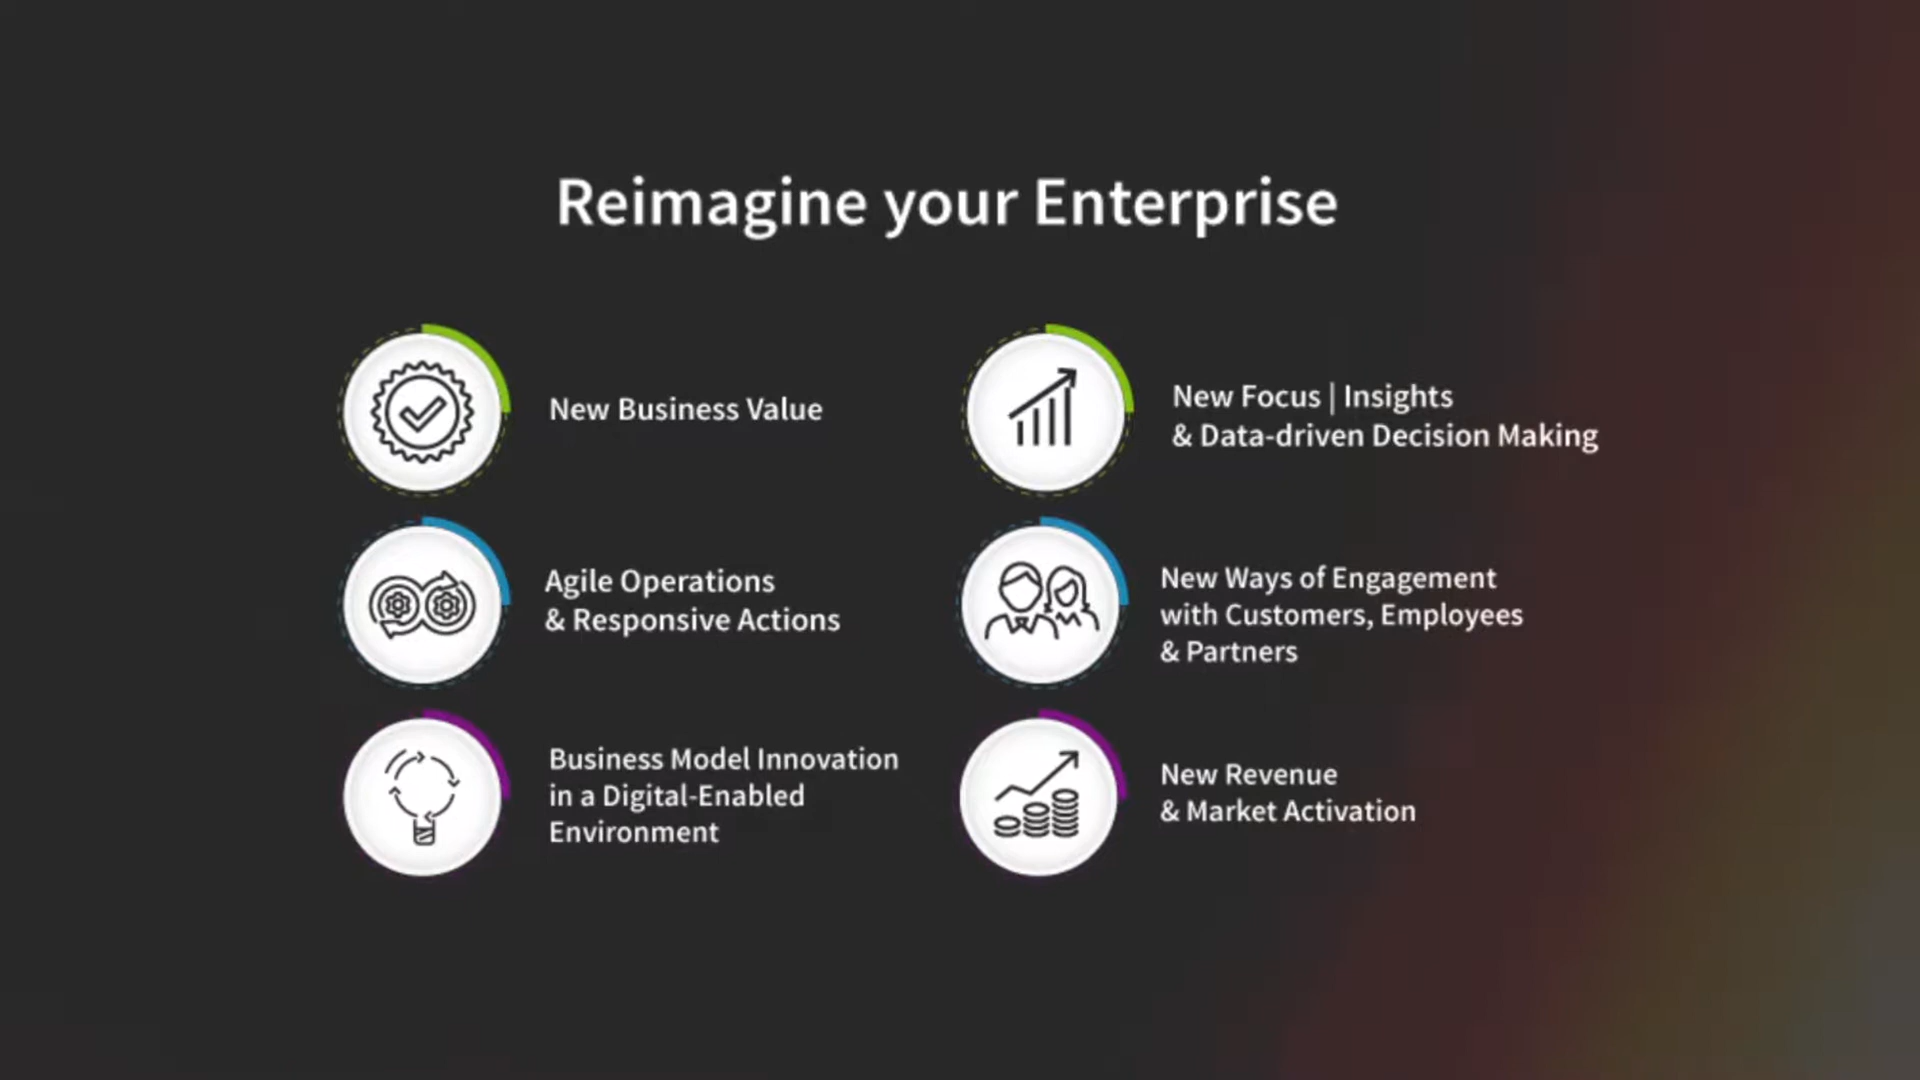 Reimagine your Enterprise
New Business Value
New Focus | Insights
& Data-driven Decision Making
Agile Operations
& Responsive Actions
New Ways of Engagement
with Customers, Employees
& Partners
Business Model Innovation
in a Digital-Enabled
Environment
New Revenue
& Market Activation